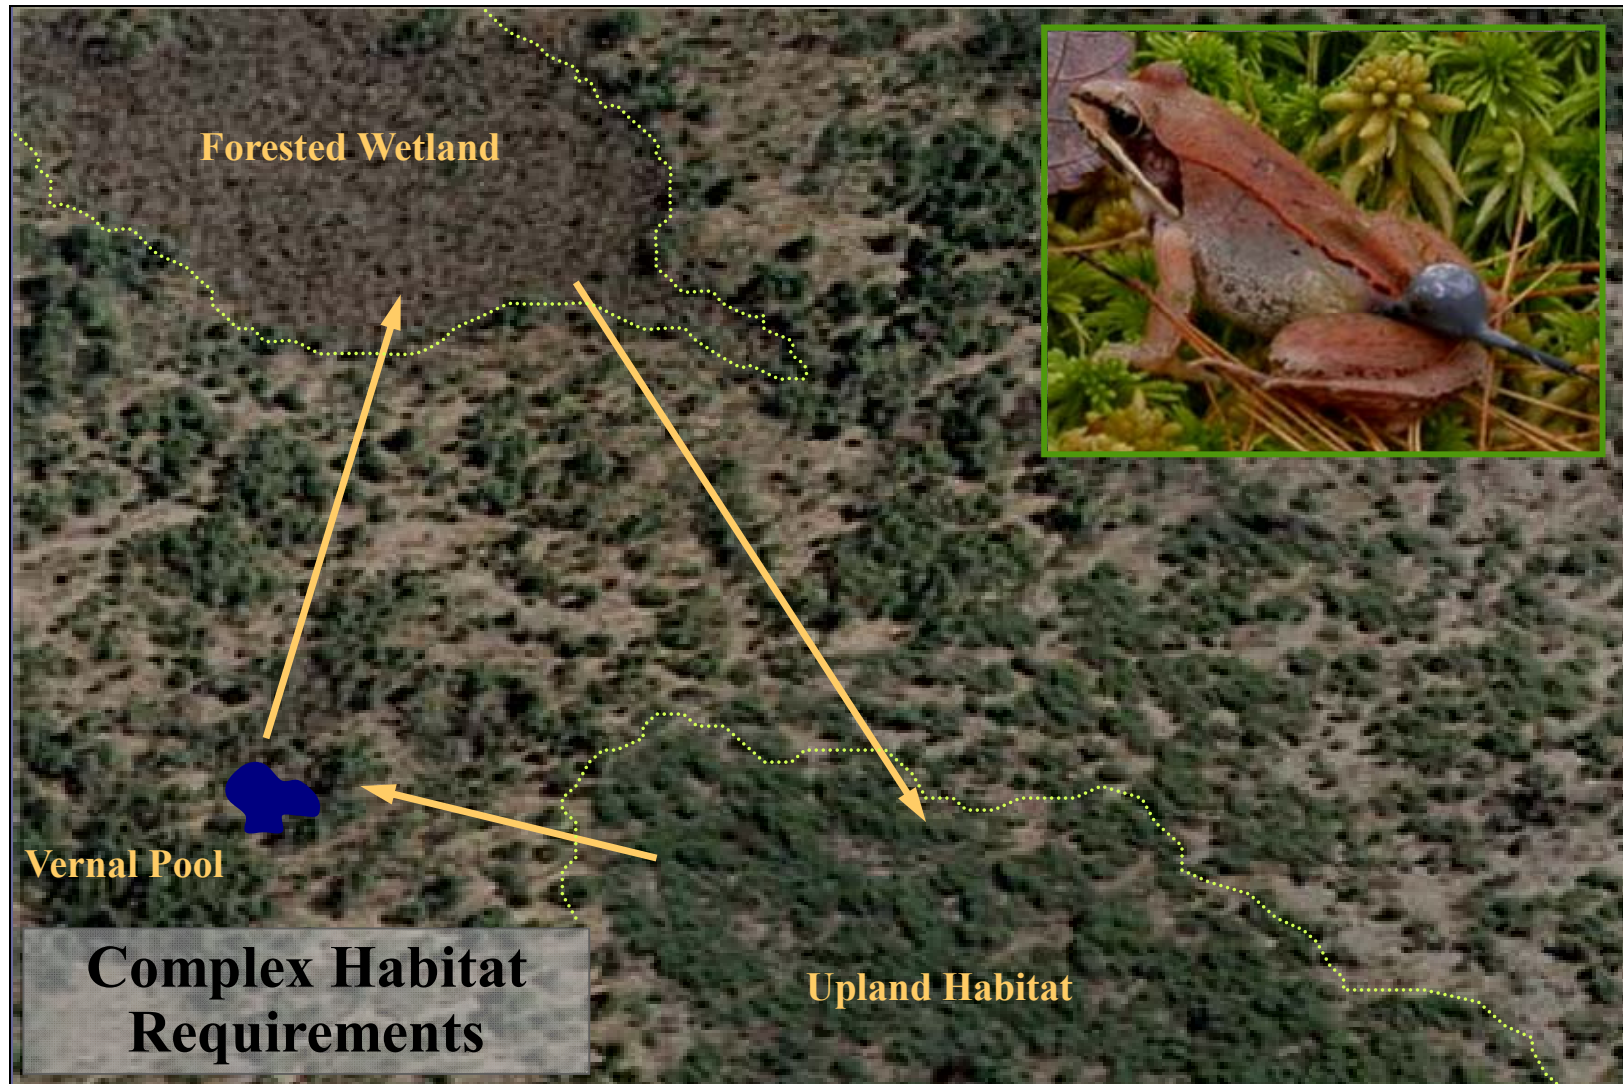 Forested Wetland
Vernal Pool
Complex Habitat
Requirements
Upland Habitat